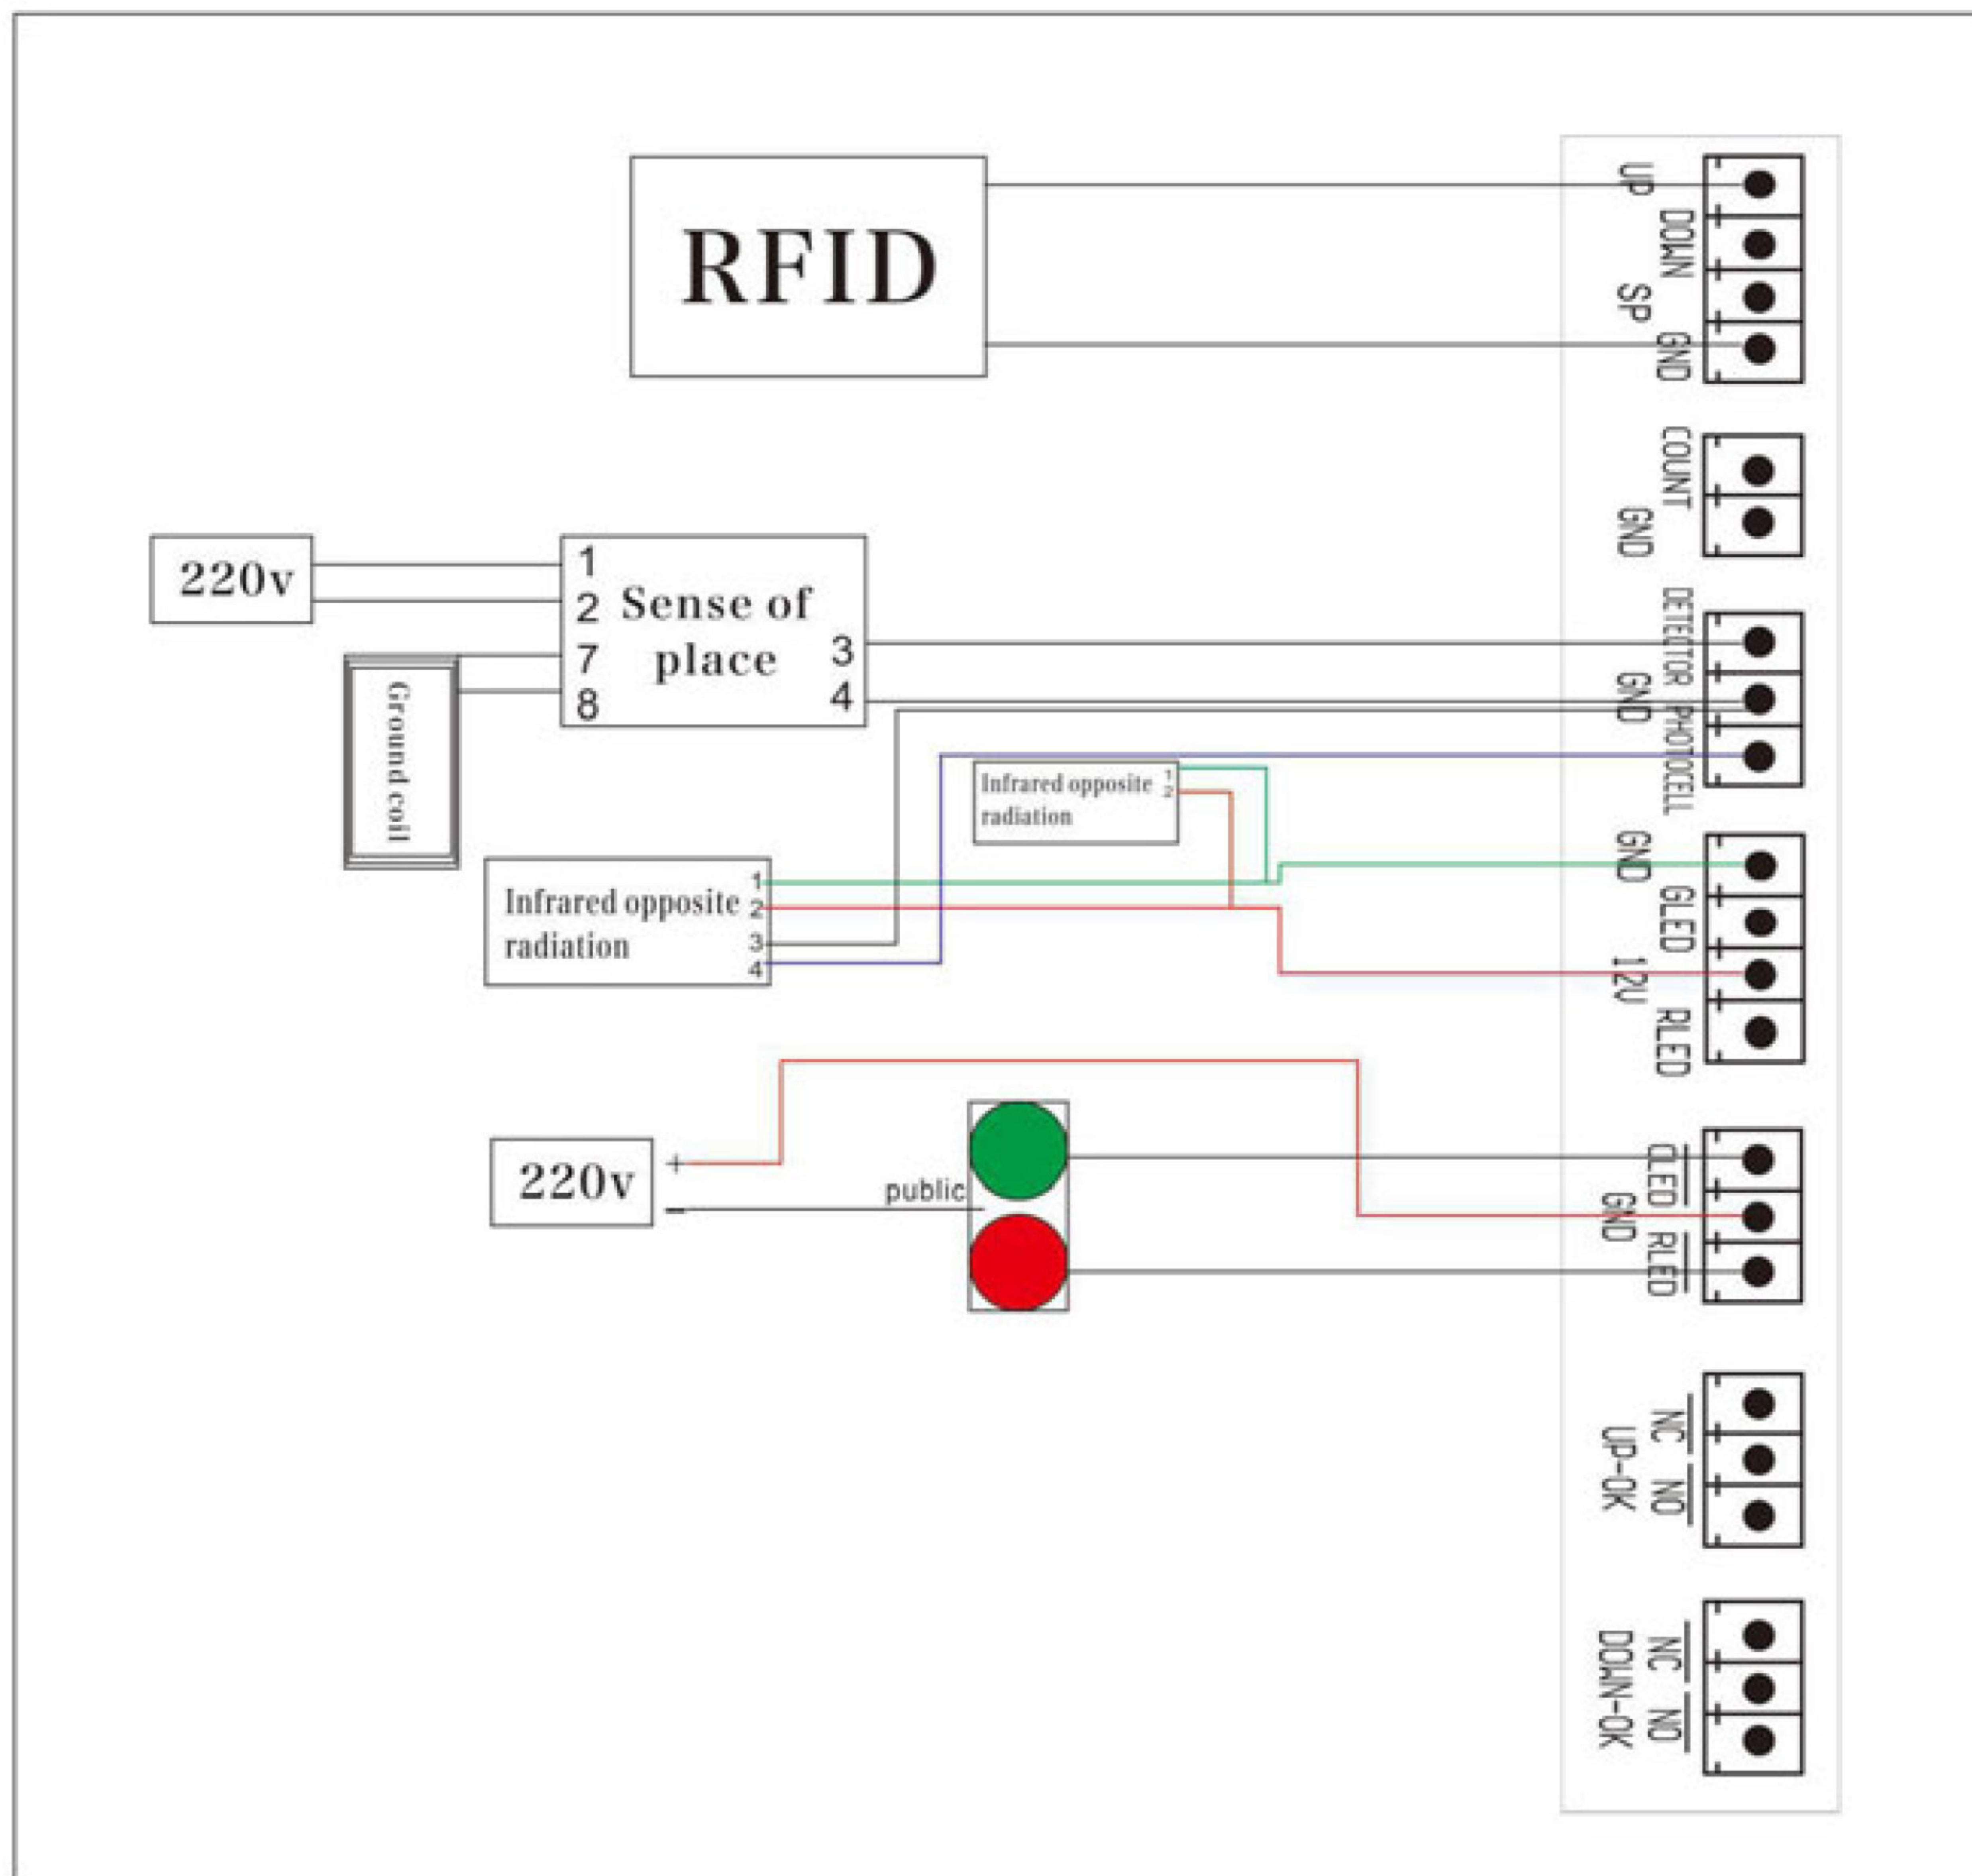 RFID
UP
DOWN
SP
GND
COUNT
GND
220v
1
2
7
8
Sense of
place
3
4
Ground coil
DETECTOR
GND
PHOTOCELL
Infrared opposite
radiation
1
2
Infrared opposite
radiation
1
2
3
4
GND
GLED
12V
RLED
220v
+
−
public
OLED
GND
RLED
NC
UP-OK
NO
NC
DOWN-OK
NO